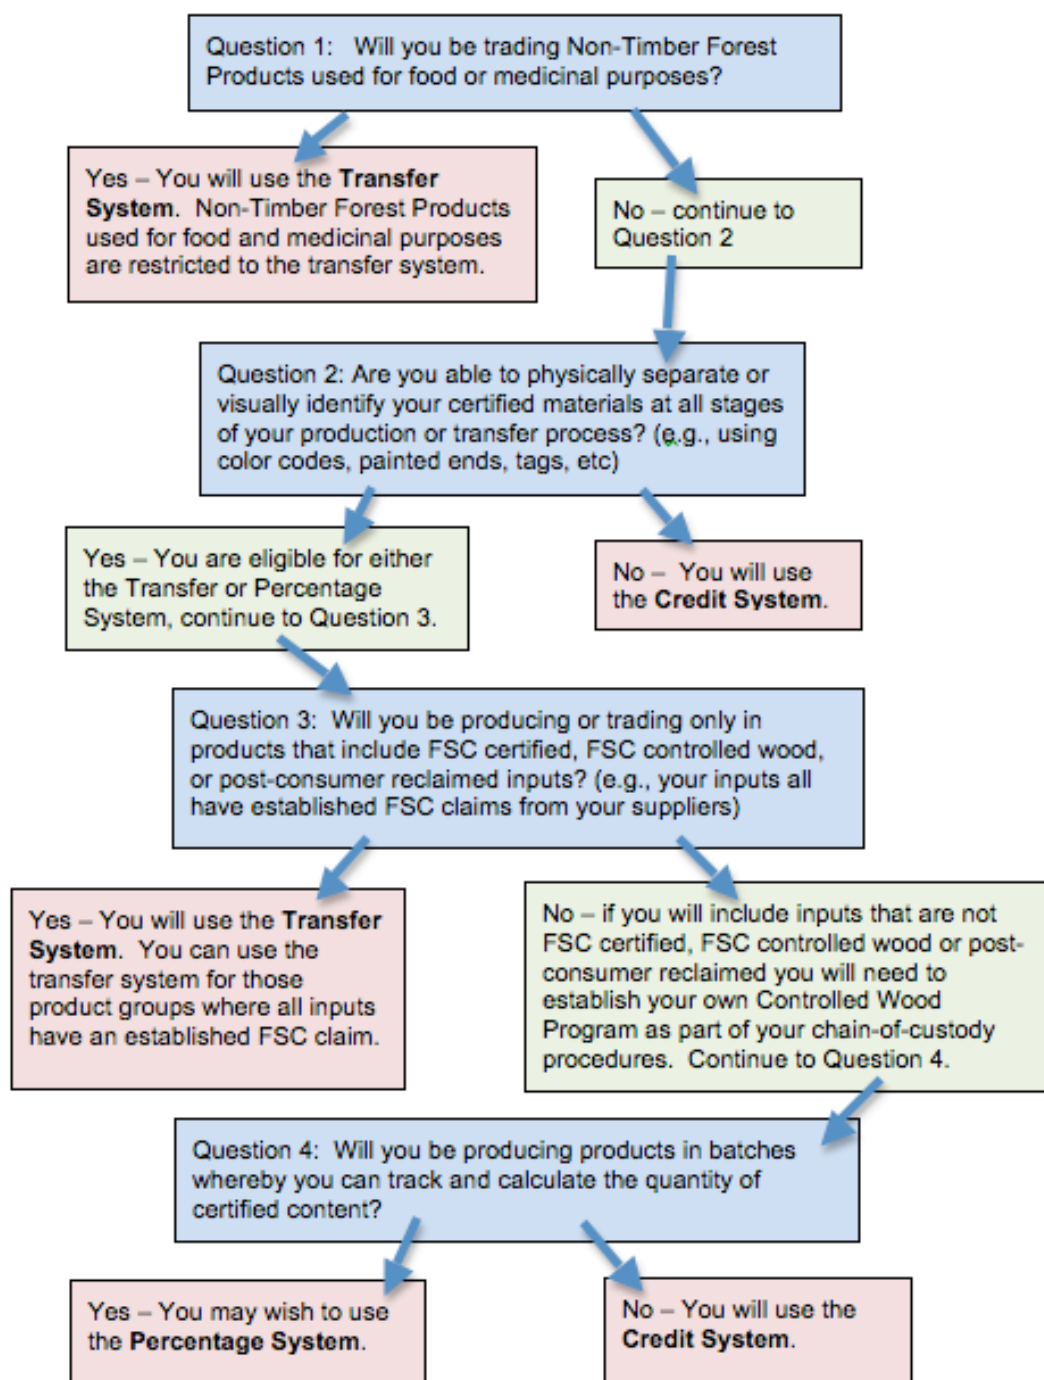 Question 1:   Will you be trading Non-Timber Forest
Products used for food or medicinal purposes?
Yes – You will use the Transfer
System.  Non-Timber Forest Products
used for food and medicinal purposes
are restricted to the transfer system.
No – continue to
Question 2
Question 2: Are you able to physically separate or
visually identify your certified materials at all stages
of your production or transfer process? (e.g., using
color codes, painted ends, tags, etc)
Yes – You are eligible for either
the Transfer or Percentage
System, continue to Question 3.
No –  You will use
the Credit System.
Question 3:  Will you be producing or trading only in
products that include FSC certified, FSC controlled wood,
or post-consumer reclaimed inputs? (e.g., your inputs all
have established FSC claims from your suppliers)
Yes – You will use the Transfer
System.  You can use the
transfer system for those
product groups where all inputs
have an established FSC claim.
No – if you will include inputs that are not
FSC certified, FSC controlled wood or post-
consumer reclaimed you will need to
establish your own Controlled Wood
Program as part of your chain-of-custody
procedures.  Continue to Question 4.
Question 4:  Will you be producing products in batches
whereby you can track and calculate the quantity of
certified content?
Yes – You may wish to use
the Percentage System.
No – You will use the
Credit System.